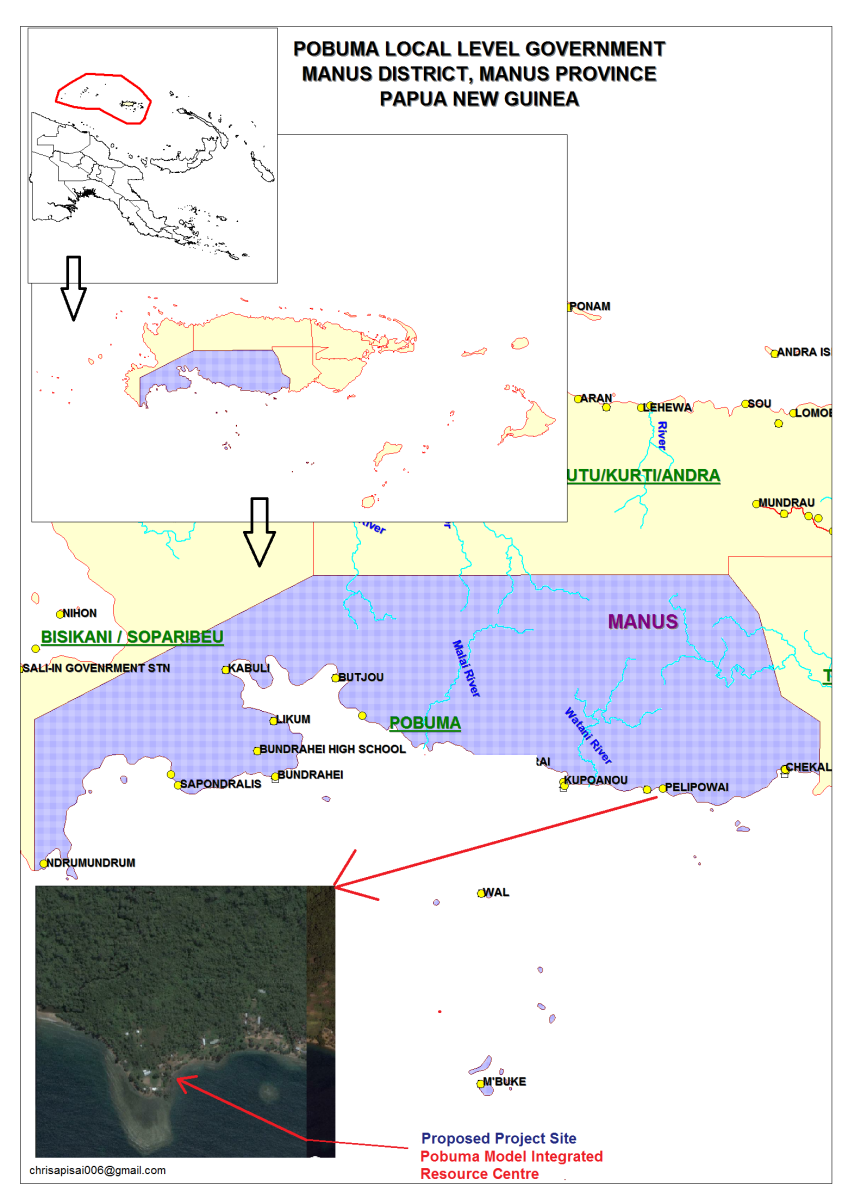 POBUMA LOCAL LEVEL GOVERNMENT
MANUS DISTRICT, MANUS PROVINCE
PAPUA NEW GUINEA
PONAM
ANDRA IS
ARAN
LEHEWA
SOU
LOMOE
River
UTU/KURTI/ANDRA
MUNDRAU
River
NIHON
MANUS
BISIKANI / SOPARIBEU
SALI-IN GOVENRMENT STN
KABULI
BUTJOU
Malai River
LIKUM
POBUMA
Watani River
BUNDRAHEI HIGH SCHOOL
RAI
CHEKAL
BUNDRAHEI
KUPOANOU
SAPONDRALIS
PELIPOWAI
NDRUMUNDRUM
WAL
M'BUKE
Proposed Project Site
Pobuma Model Integrated
Resource Centre
chrisapisai006@gmail.com